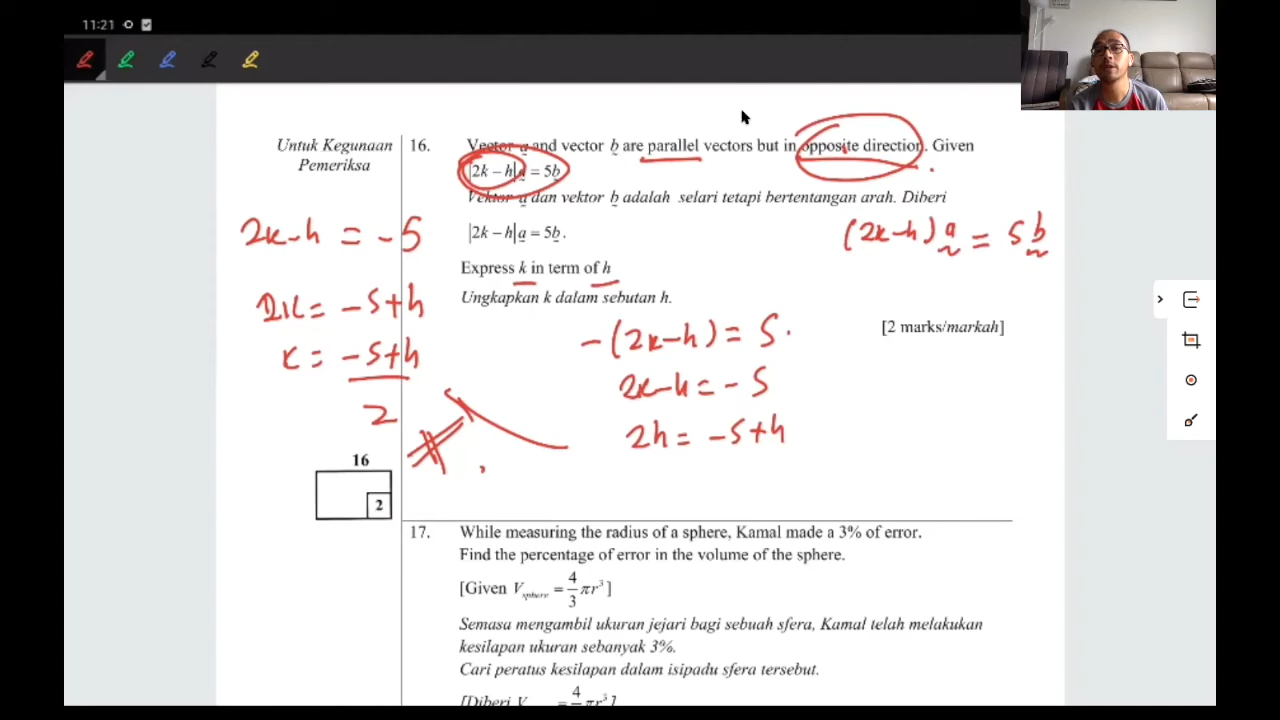 11:21
Untuk Kegunaan
Pemeriksa
16. Vector a and vector b are parallel vectors but in opposite direction. Given
|2k – h|a = 5b
Vektor a dan vektor b adalah selari tetapi bertentangan arah. Diberi
|2k – h|a = 5b.
Express k in term of h
Ungkapkan k dalam sebutan h.
[2 marks/markah]
2k-h = -5
2k = -5+h
k = -5+h
2
(2k-h) a = 5 b
-(2k-h) = 5.
2k-h = -5
2h = -5+h
16
2
17. While measuring the radius of a sphere, Kamal made a 3% of error.
Find the percentage of error in the volume of the sphere.
[Given V sphere = 4/3 πr³]
Semasa mengambil ukuran jejari bagi sebuah sfera, Kamal telah melakukan
kesilapan ukuran sebanyak 3%.
Cari peratus kesilapan dalam isipadu sfera tersebut.
[Diberi V = 4 πr³]